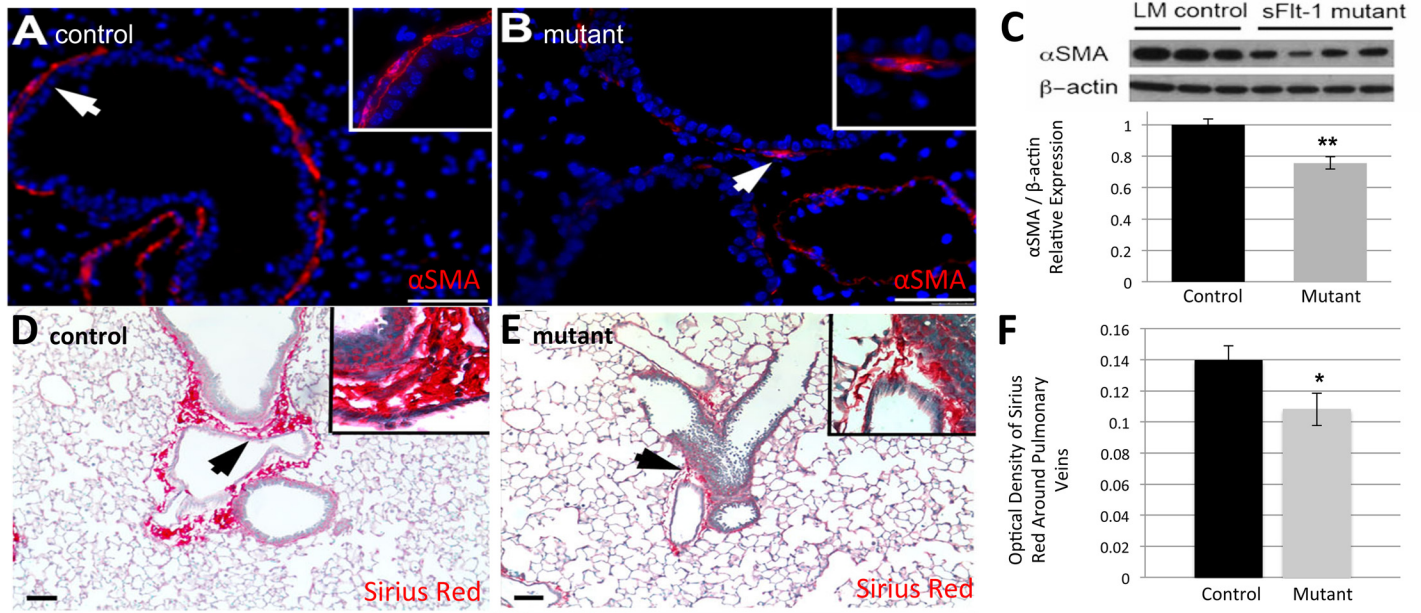 A control
αSMA
B mutant
αSMA
C
LM control sFlt-1 mutant
αSMA
β-actin
αSMA / β-actin
Relative Expression
1
0.8
0.6
0.4
0.2
0
**
Control Mutant
D control
Sirius Red
E mutant
Sirius Red
F
Optical Density of Sirius
Red Around Pulmonary
Veins
0.16
0.14
0.12
0.1
0.08
0.06
0.04
0.02
0
*
Control Mutant